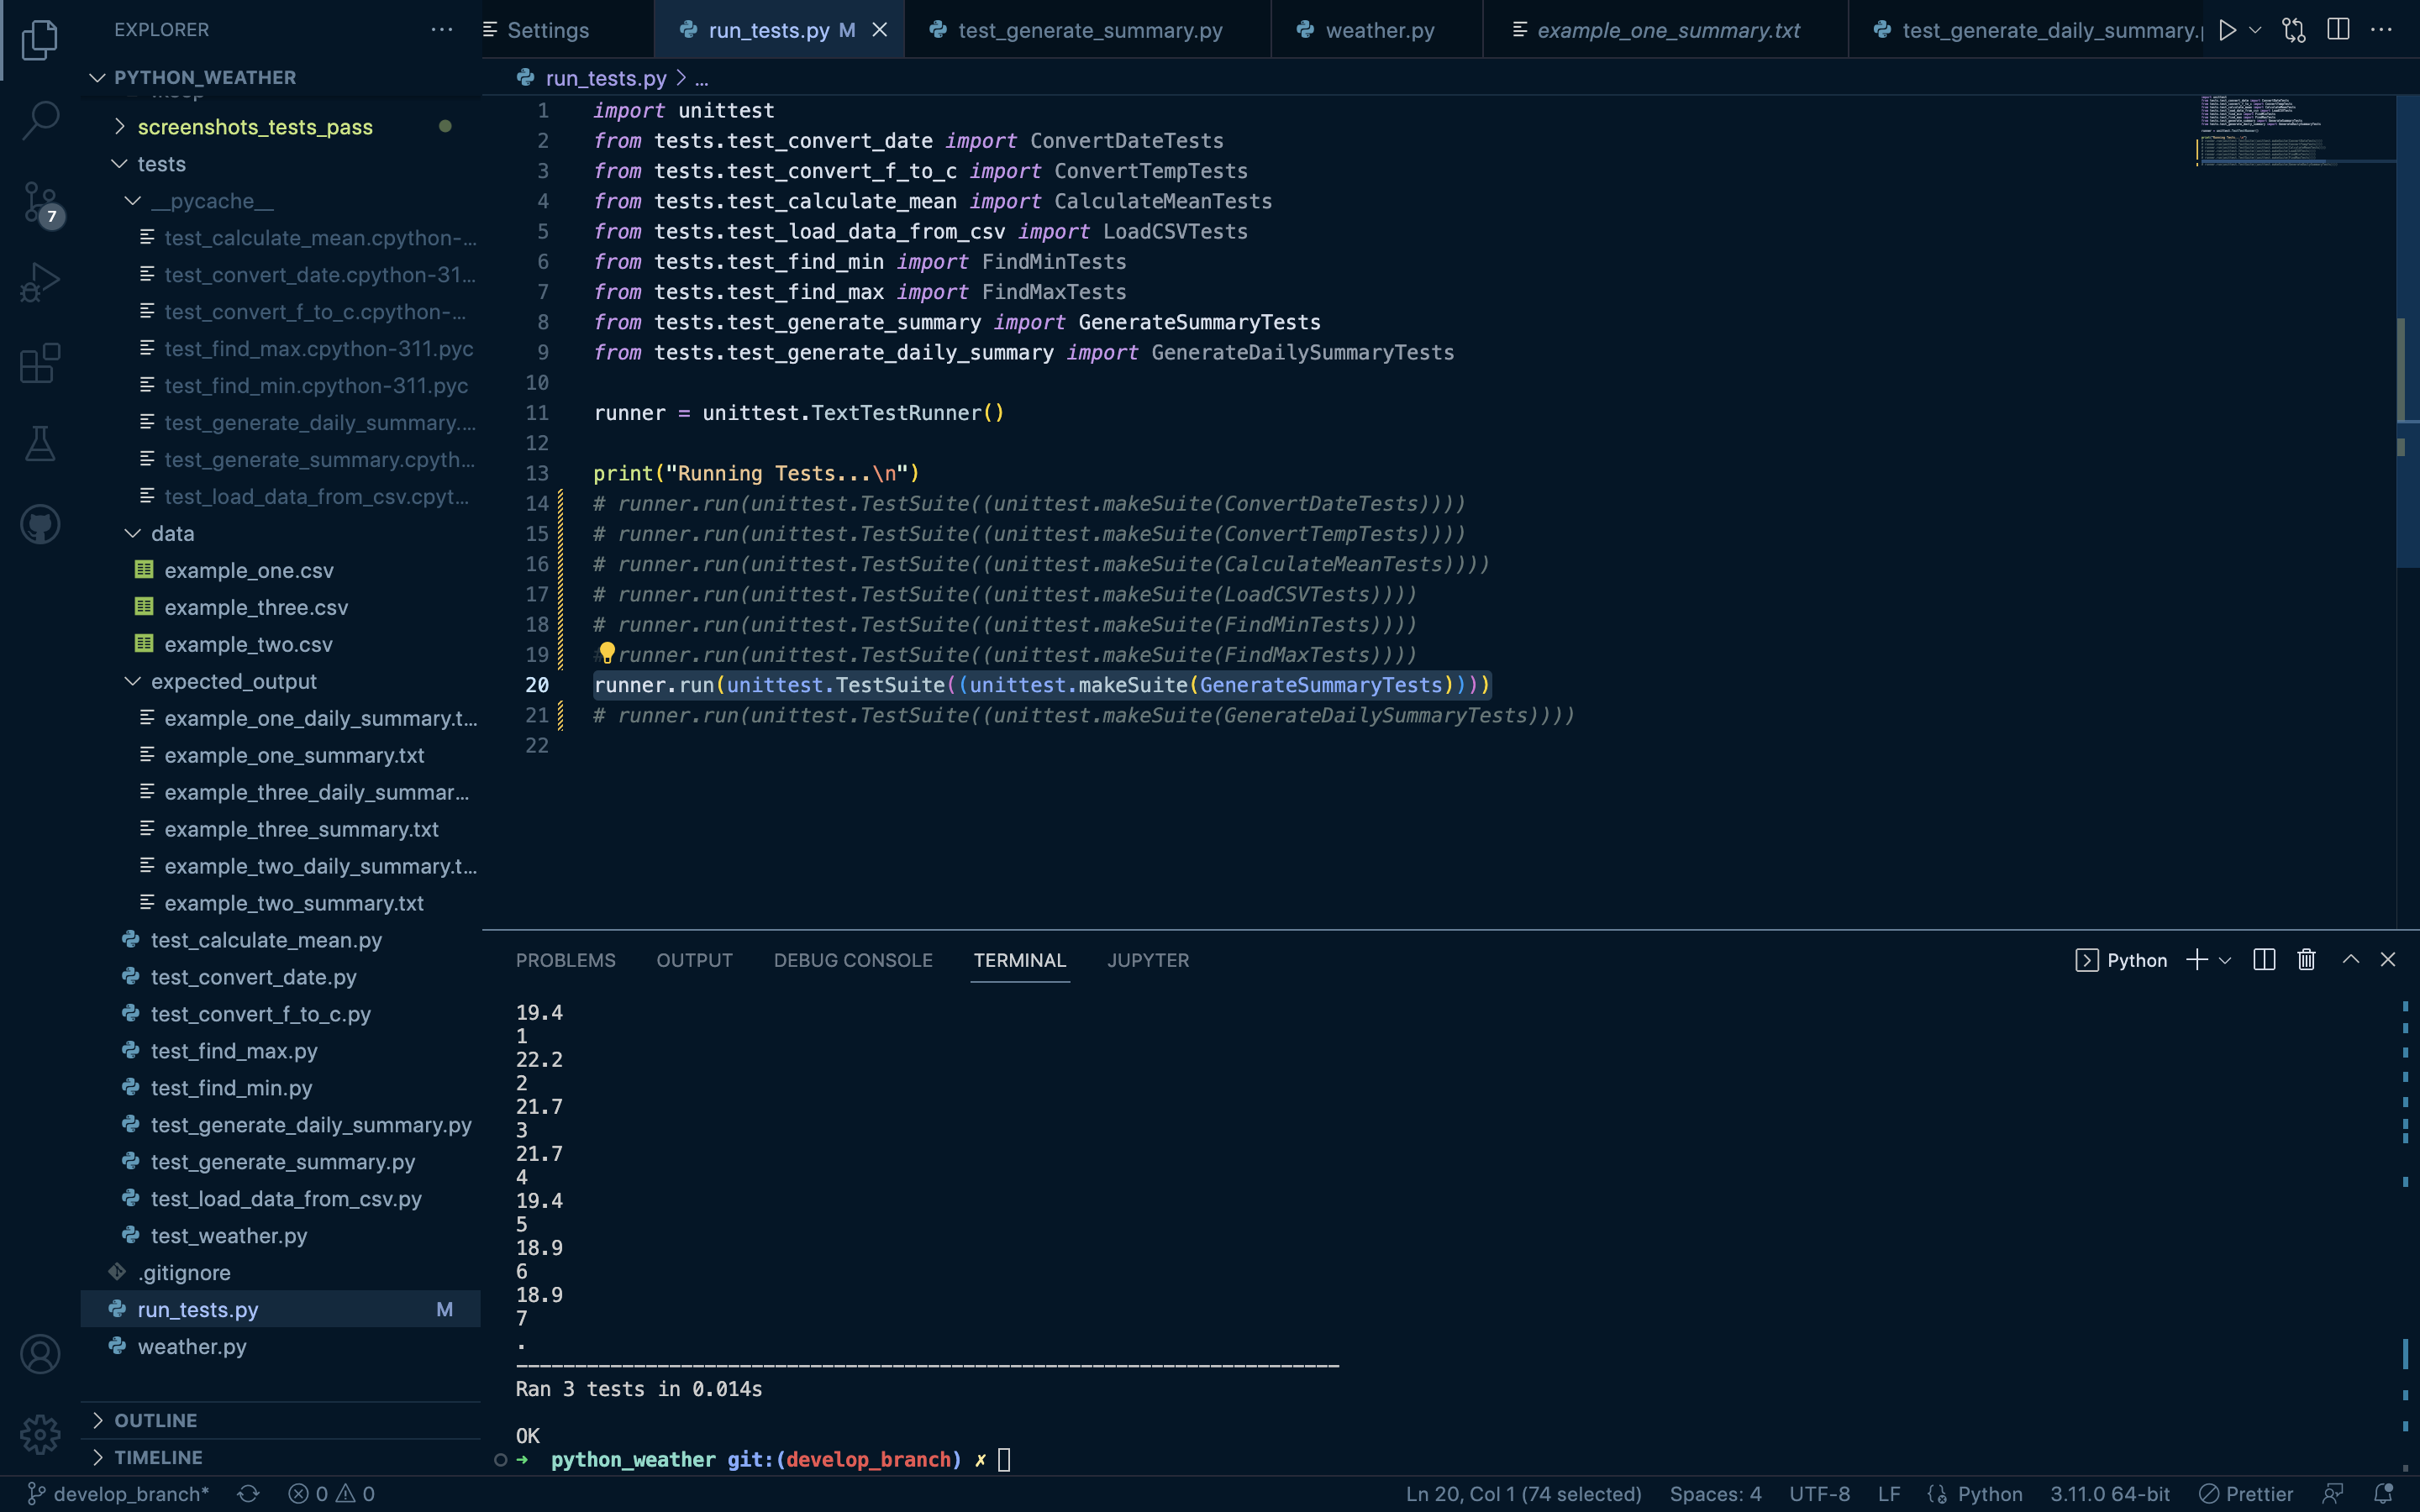 EXPLORER
Settings
run_tests.py M
test_generate_summary.py
weather.py
example_one_summary.txt
test_generate_daily_summary.
PYTHON_WEATHER
screenshots_tests_pass
tests
__pycache__
test_calculate_mean.cpython-...
test_convert_date.cpython-31...
test_convert_f_to_c.cpython-...
test_find_max.cpython-311.pyc
test_find_min.cpython-311.pyc
test_generate_daily_summary....
test_generate_summary.cpyth...
test_load_data_from_csv.cpyt...
data
example_one.csv
example_three.csv
example_two.csv
expected_output
example_one_daily_summary.t...
example_one_summary.txt
example_three_daily_summar...
example_three_summary.txt
example_two_daily_summary.t...
example_two_summary.txt
test_calculate_mean.py
test_convert_date.py
test_convert_f_to_c.py
test_find_max.py
test_find_min.py
test_generate_daily_summary.py
test_generate_summary.py
test_load_data_from_csv.py
test_weather.py
.gitignore
run_tests.py M
weather.py
OUTLINE
TIMELINE
7
run_tests.py > ...
1 import unittest
2 from tests.test_convert_date import ConvertDateTests
3 from tests.test_convert_f_to_c import ConvertTempTests
4 from tests.test_calculate_mean import CalculateMeanTests
5 from tests.test_load_data_from_csv import LoadCSVTests
6 from tests.test_find_min import FindMinTests
7 from tests.test_find_max import FindMaxTests
8 from tests.test_generate_summary import GenerateSummaryTests
9 from tests.test_generate_daily_summary import GenerateDailySummaryTests
10
11 runner = unittest.TextTestRunner()
12
13 print("Running Tests...\n")
14 # runner.run(unittest.TestSuite((unittest.makeSuite(ConvertDateTests))))
15 # runner.run(unittest.TestSuite((unittest.makeSuite(ConvertTempTests))))
16 # runner.run(unittest.TestSuite((unittest.makeSuite(CalculateMeanTests))))
17 # runner.run(unittest.TestSuite((unittest.makeSuite(LoadCSVTests))))
18 # runner.run(unittest.TestSuite((unittest.makeSuite(FindMinTests))))
19 # runner.run(unittest.TestSuite((unittest.makeSuite(FindMaxTests))))
20 runner.run(unittest.TestSuite((unittest.makeSuite(GenerateSummaryTests))))
21 # runner.run(unittest.TestSuite((unittest.makeSuite(GenerateDailySummaryTests))))
22
PROBLEMS OUTPUT DEBUG CONSOLE TERMINAL JUPYTER
Python
19.4
1
22.2
2
21.7
3
21.7
4
19.4
5
18.9
6
18.9
7
.
----------------------------------------------------------------------
Ran 3 tests in 0.014s
OK
➜ python_weather git:(develop_branch) ✗
develop_branch* 0 0
Ln 20, Col 1 (74 selected) Spaces: 4 UTF-8 LF Python 3.11.0 64-bit Prettier